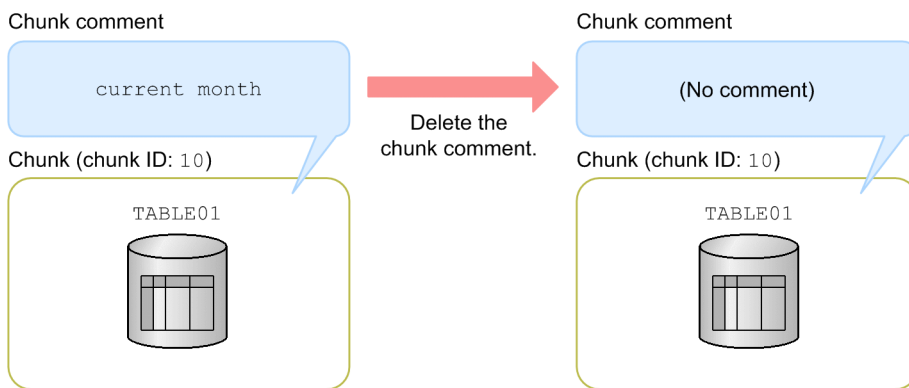 Chunk comment
current month
Chunk (chunk ID: 10)
TABLE01
Delete the
chunk comment.
Chunk comment
(No comment)
Chunk (chunk ID: 10)
TABLE01